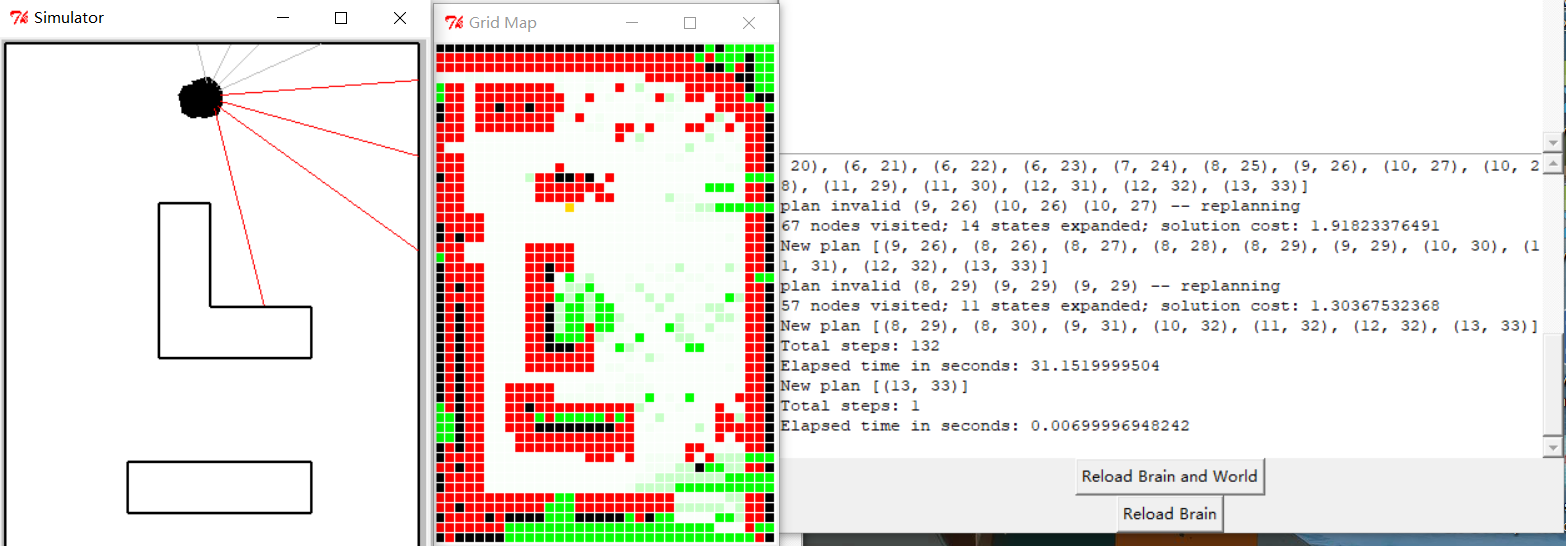 Simulator
Grid Map
20), (6, 21), (6, 22), (6, 23), (7, 24), (8, 25), (9, 26), (10, 27), (10, 2
8), (11, 29), (11, 30), (12, 31), (12, 32), (13, 33)]
plan invalid (9, 26) (10, 26) (10, 27) -- replanning
67 nodes visited; 14 states expanded; solution cost: 1.91823376491
New plan [(9, 26), (8, 26), (8, 27), (8, 28), (8, 29), (9, 29), (10, 30), (1
1, 31), (12, 32), (13, 33)]
plan invalid (8, 29) (9, 29) (9, 29) -- replanning
57 nodes visited; 11 states expanded; solution cost: 1.30367532368
New plan [(8, 29), (8, 30), (9, 31), (10, 32), (11, 32), (12, 32), (13, 33)]
Total steps: 132
Elapsed time in seconds: 31.1519999504
New plan [(13, 33)]
Total steps: 1
Elapsed time in seconds: 0.00699996948242
Reload Brain and World
Reload Brain